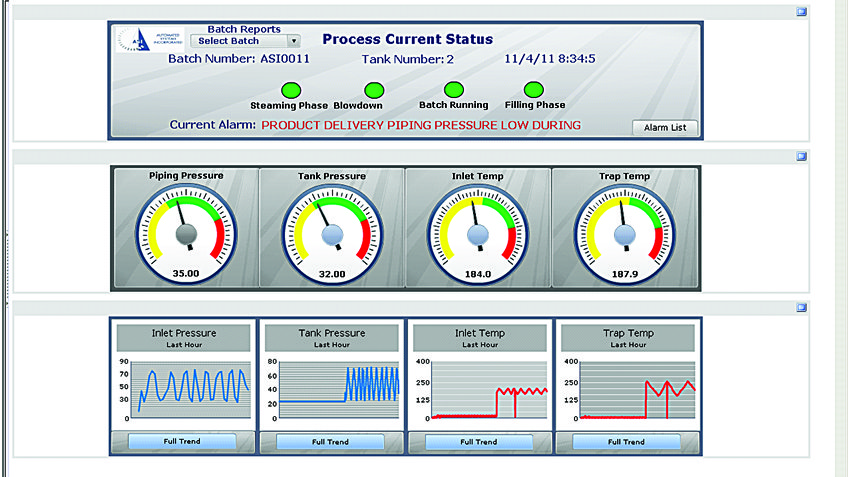 Batch Reports
Select Batch
AUTOMATED
SYSTEMS
INCORPORATED
Process Current Status
Batch Number: ASI0011
Tank Number: 2
11/4/11 8:34:5
Steaming Phase
Blowdown
Batch Running
Filling Phase
Current Alarm: PRODUCT DELIVERY PIPING PRESSURE LOW DURING
Alarm List
Piping Pressure
Tank Pressure
Inlet Temp
Trap Temp
35.00
32.00
184.0
187.9
Inlet Pressure
Last Hour
90
70
50
30
0
Full Trend
Tank Pressure
Last Hour
80
60
40
20
0
Full Trend
Inlet Temp
Last Hour
400
250
125
0
Full Trend
Trap Temp
Last Hour
400
250
125
0
Full Trend